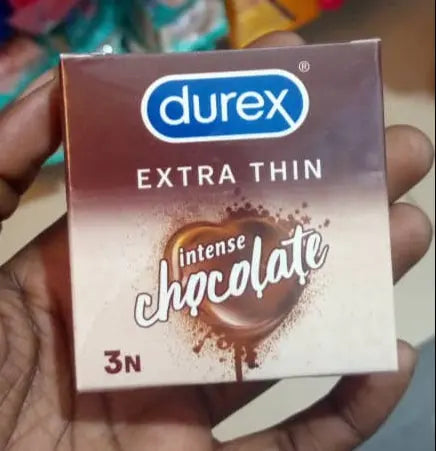 durex®
EXTRA THIN
intense
chocolate
3N